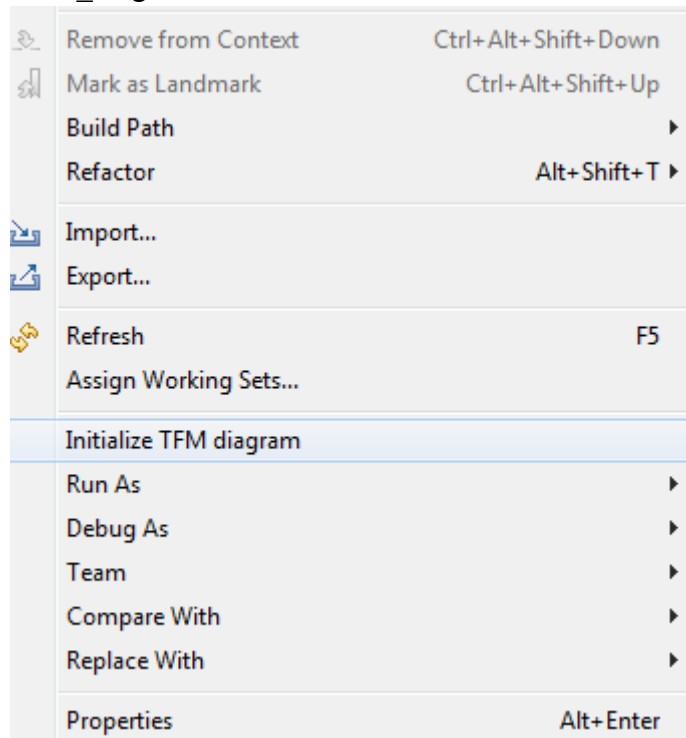 Remove from Context Ctrl+Alt+Shift+Down
Mark as Landmark Ctrl+Alt+Shift+Up
Build Path
Refactor Alt+Shift+T
Import...
Export...
Refresh F5
Assign Working Sets...
Initialize TFM diagram
Run As
Debug As
Team
Compare With
Replace With
Properties Alt+Enter